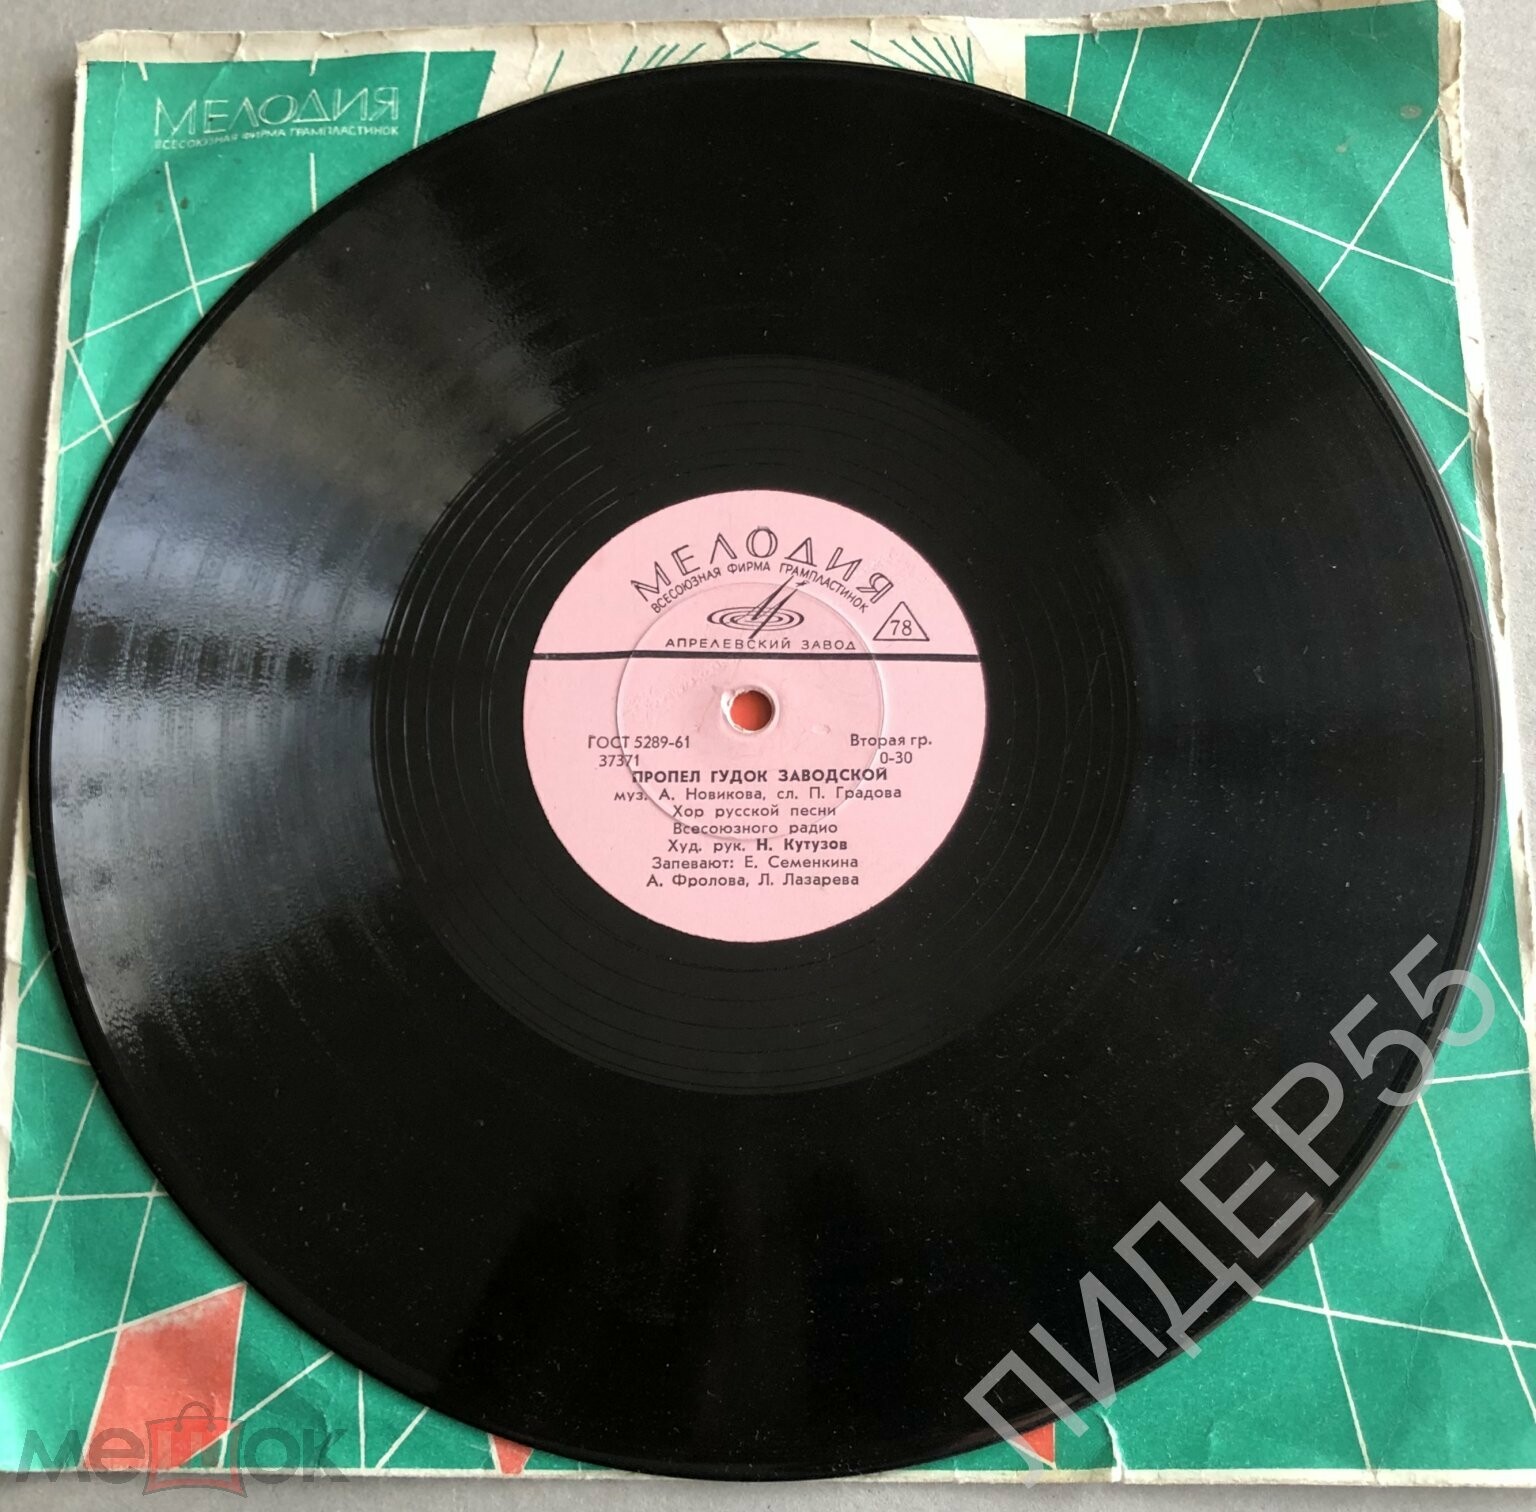 МЕЛОДИЯ
ВСЕСОЮЗНАЯ ФИРМА ГРАМПЛАСТИНОК
МЕЛОДИЯ
ВСЕСОЮЗНАЯ ФИРМА ГРАМПЛАСТИНОК
78
АПРЕЛЕВСКИЙ ЗАВОД
ГОСТ 5289-61 Вторая гр.
37371 0-30
ПРОПЕЛ ГУДОК ЗАВОДСКОЙ
муз. А. Новикова, сл. П. Градова
Хор русской песни
Всесоюзного радио
Худ. рук. Н. Кутузов
Запевают: Е. Семенкина
А. Фролова, Л. Лазарева
ЛИДЕР55
мешок